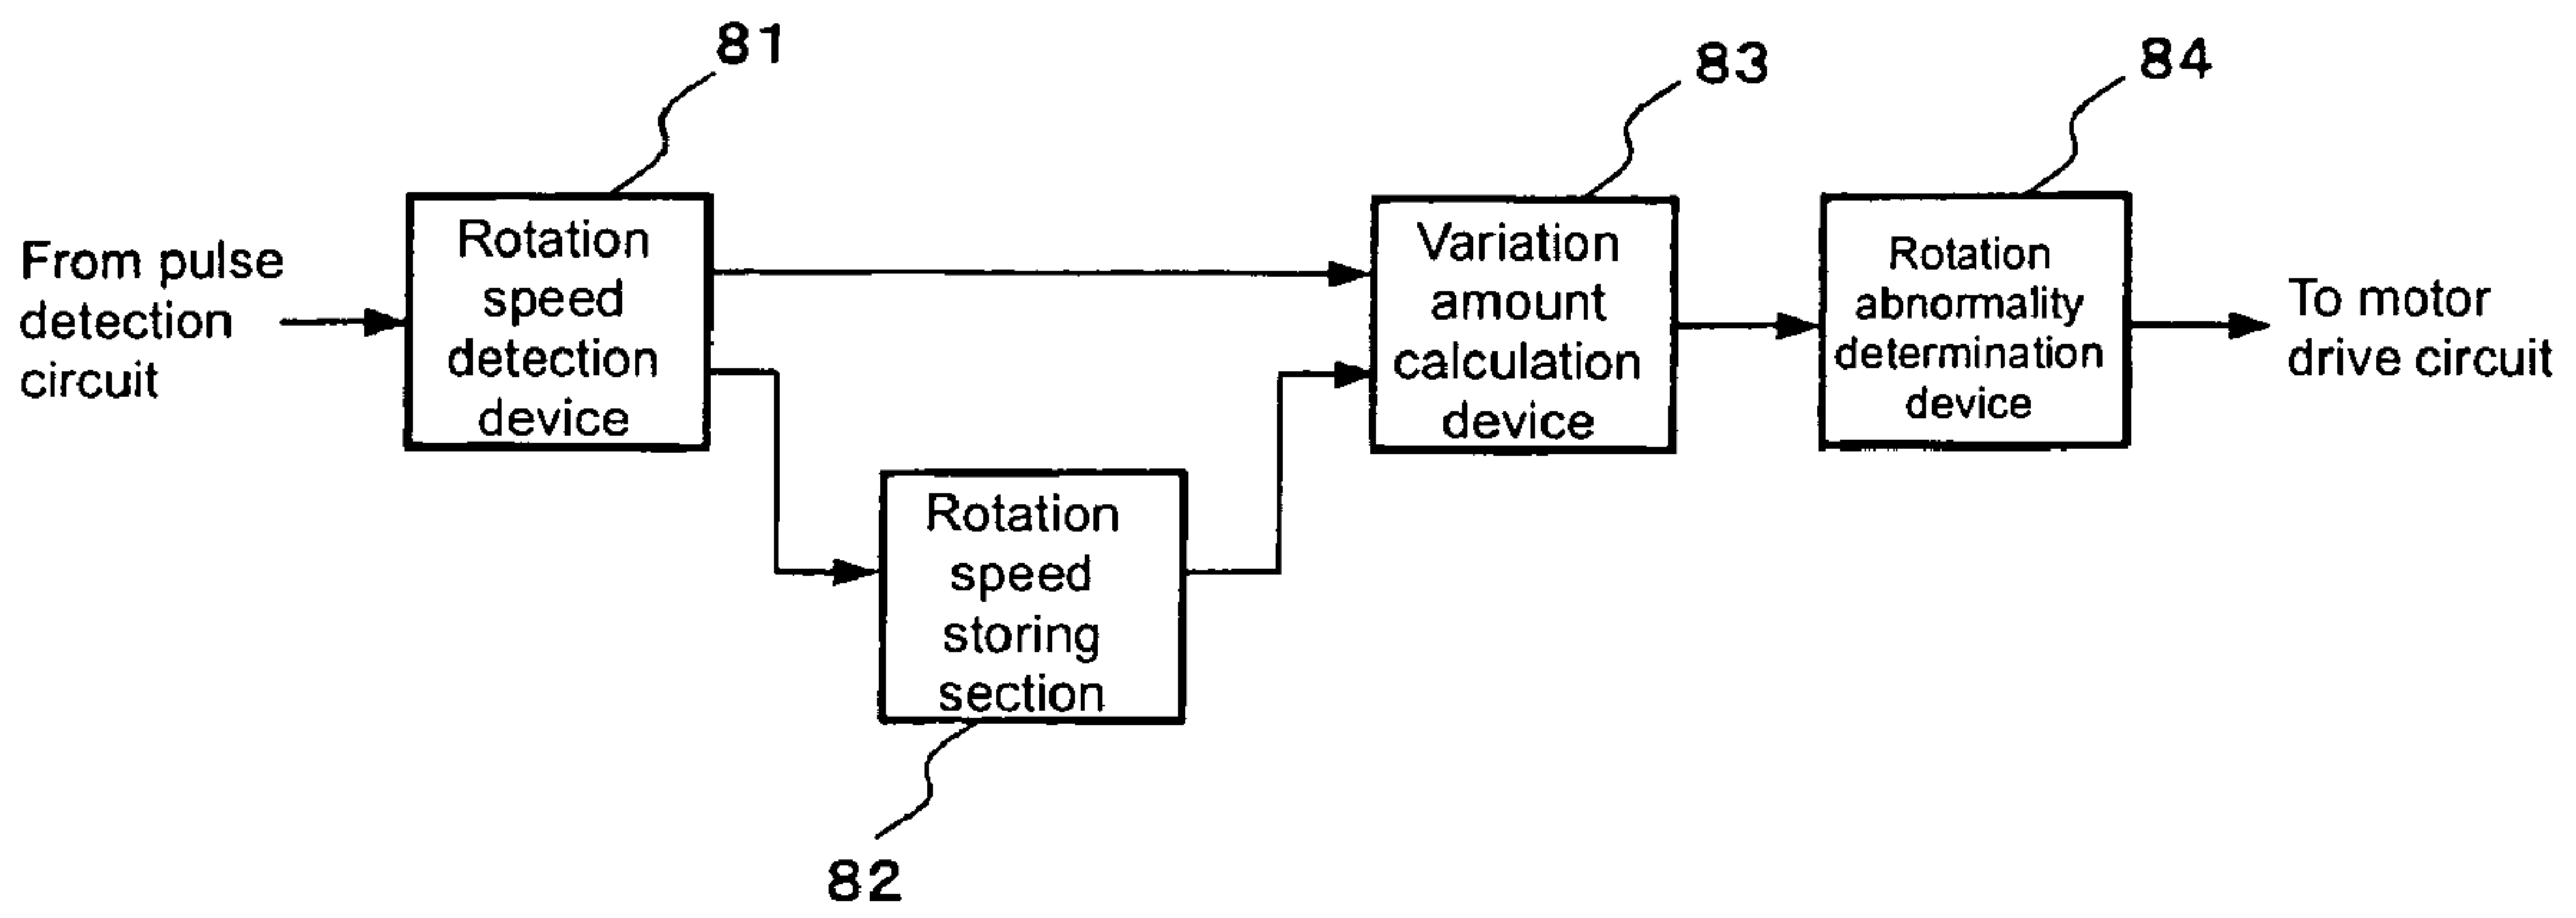 81
83
84
From pulse
detection
circuit
Rotation
speed
detection
device
Variation
amount
calculation
device
Rotation
abnormality
determination
device
To motor
drive circuit
Rotation
speed
storing
section
82